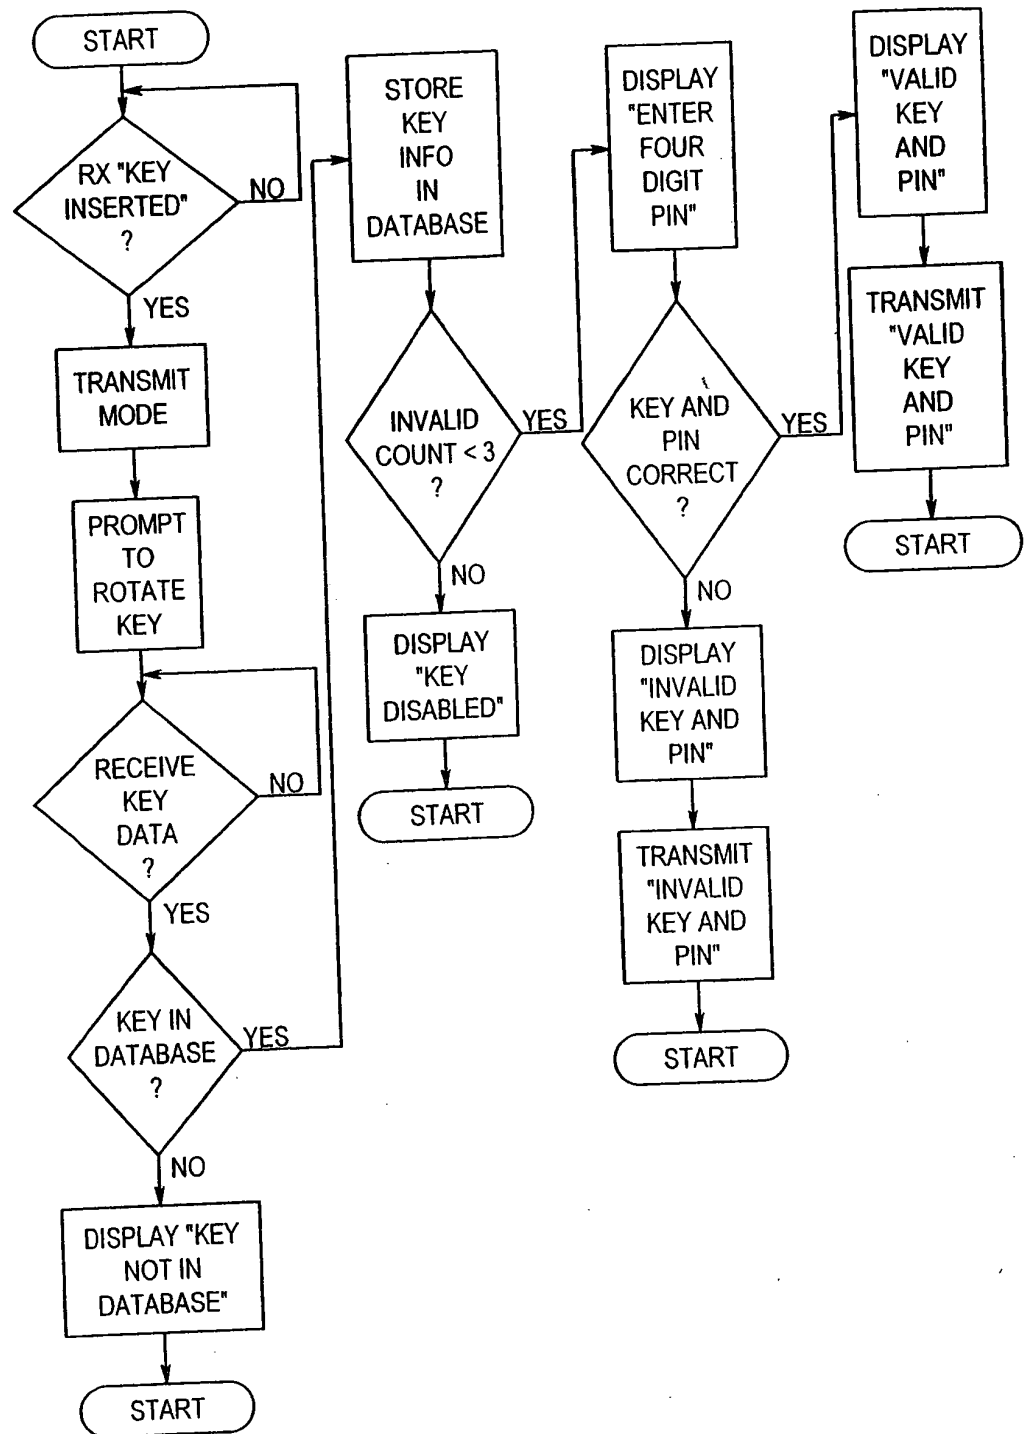 START
RX "KEY
INSERTED"
?
NO
YES
TRANSMIT
MODE
PROMPT
TO
ROTATE
KEY
RECEIVE
KEY
DATA
?
NO
YES
KEY IN
DATABASE
?
YES
NO
DISPLAY "KEY
NOT IN
DATABASE"
START
STORE
KEY
INFO
IN
DATABASE
INVALID
COUNT < 3
?
YES
NO
DISPLAY
"KEY
DISABLED"
START
DISPLAY
"ENTER
FOUR
DIGIT
PIN"
KEY AND
PIN
CORRECT
?
YES
NO
DISPLAY
"INVALID
KEY AND
PIN"
TRANSMIT
"INVALID
KEY AND
PIN"
START
DISPLAY
"VALID
KEY
AND
PIN"
TRANSMIT
"VALID
KEY
AND
PIN"
START